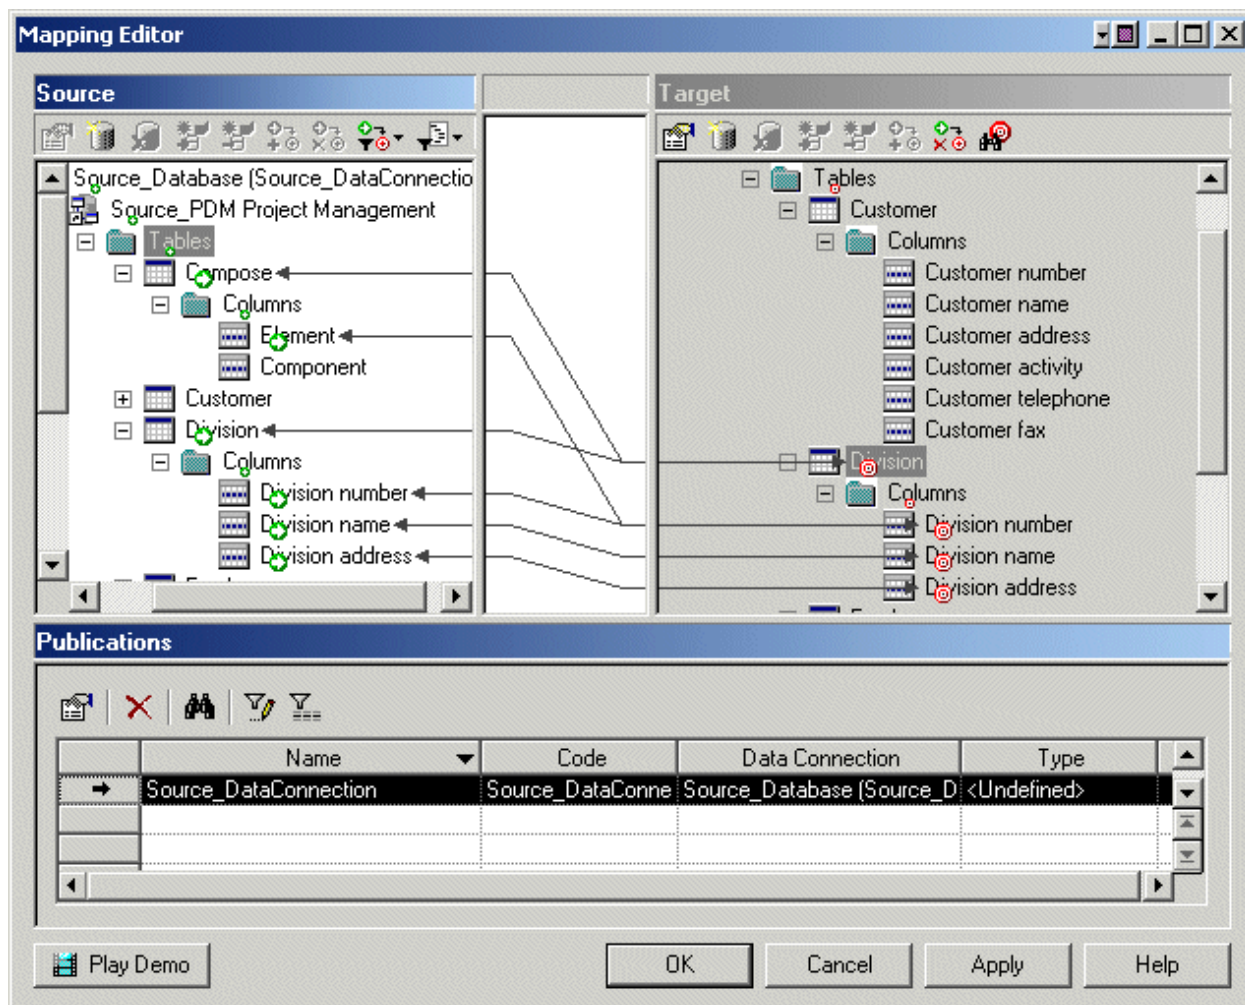 Mapping Editor
Source
Target
Source_Database (Source_DataConnectio
Source_PDM Project Management
Tables
Compose
Columns
Element
Component
Customer
Division
Columns
Division number
Division name
Division address
Tables
Customer
Columns
Customer number
Customer name
Customer address
Customer activity
Customer telephone
Customer fax
Division
Columns
Division number
Division name
Division address
Publications
Name Code Data Connection Type
Source_DataConnection Source_DataConne Source_Database (Source_D <Undefined>
Play Demo OK Cancel Apply Help